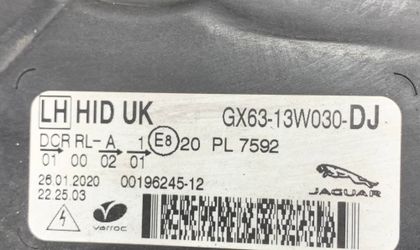 LH HID UK GX63-13W030-DJ
DCR RL-A 1 E8 20 PL 7592
01 00 02 01
26.01.2020 00196245-12
22.25.03 JAGUAR
varroc